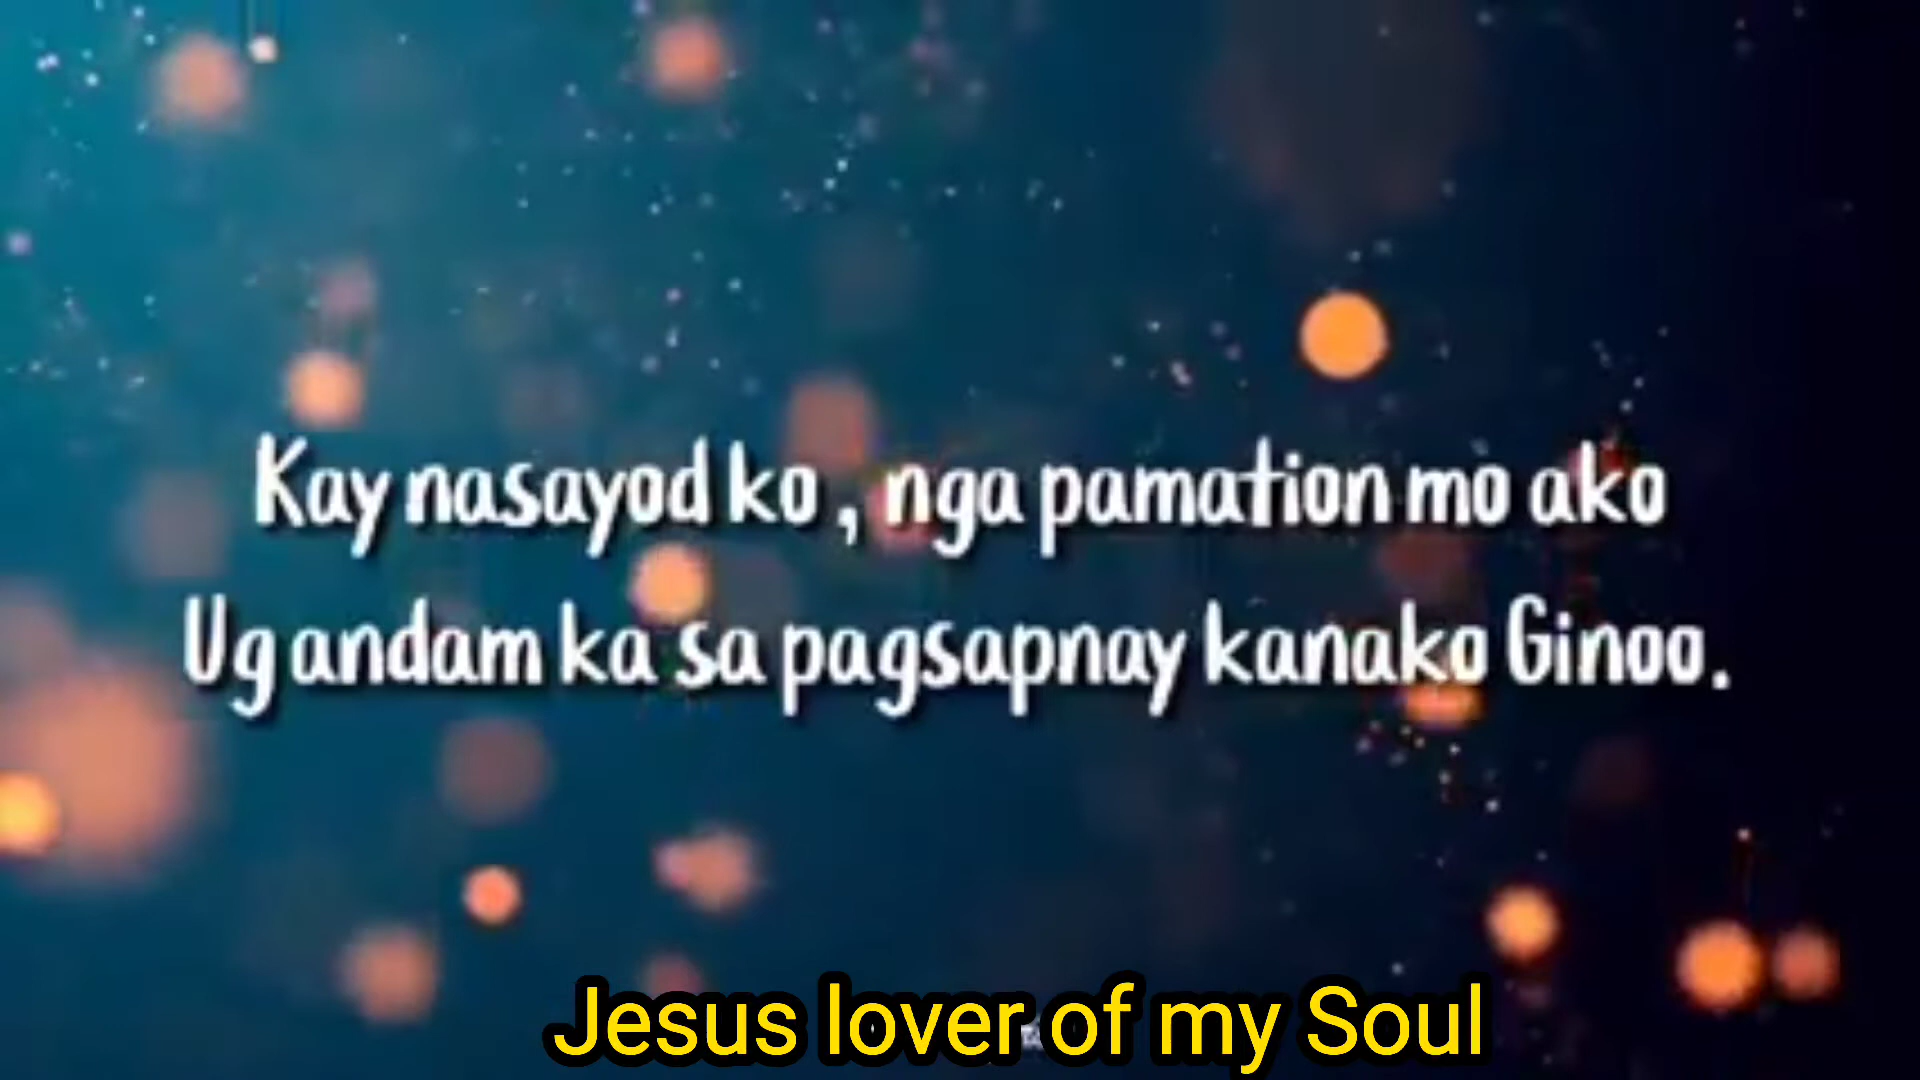 Kay nasayod ko , nga pamation mo ako
Ug andam ka sa pagsapnay kanako Ginoo.
Jesus lover of my Soul